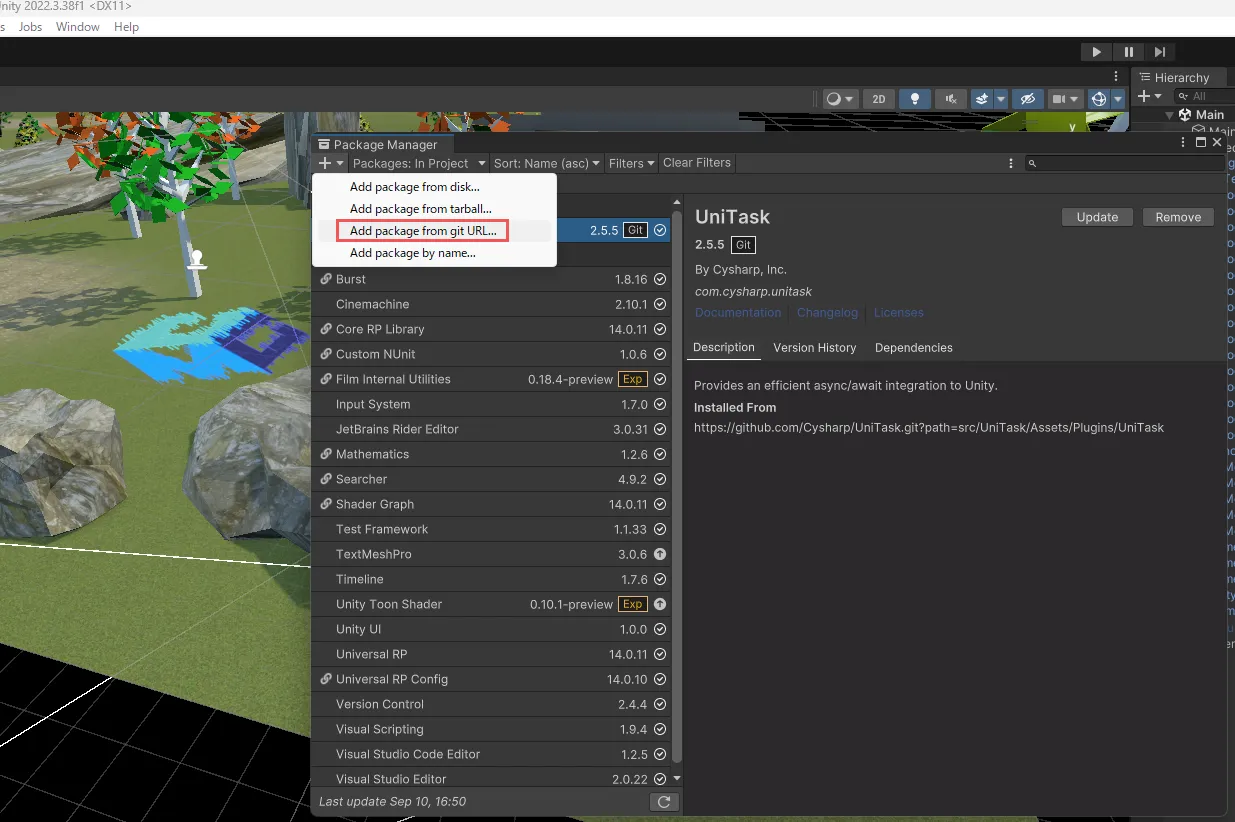 nity 2022.3.38f1 <DX11>
s Jobs Window Help
Hierarchy
2D
All
Main
Package Manager
Packages: In Project Sort: Name (asc) Filters Clear Filters
Add package from disk...
Add package from tarball...
Add package from git URL...
Add package by name...
2.5.5 Git
Burst 1.8.16
Cinemachine 2.10.1
Core RP Library 14.0.11
Custom NUnit 1.0.6
Film Internal Utilities 0.18.4-preview Exp
Input System 1.7.0
JetBrains Rider Editor 3.0.31
Mathematics 1.2.6
Searcher 4.9.2
Shader Graph 14.0.11
Test Framework 1.1.33
TextMeshPro 3.0.6
Timeline 1.7.6
Unity Toon Shader 0.10.1-preview Exp
Unity UI 1.0.0
Universal RP 14.0.11
Universal RP Config 14.0.10
Version Control 2.4.4
Visual Scripting 1.9.4
Visual Studio Code Editor 1.2.5
Visual Studio Editor 2.0.22
Last update Sep 10, 16:50
UniTask
Update Remove
2.5.5 Git
By Cysharp, Inc.
com.cysharp.unitask
Documentation Changelog Licenses
Description Version History Dependencies
Provides an efficient async/await integration to Unity.
Installed From
https://github.com/Cysharp/UniTask.git?path=src/UniTask/Assets/Plugins/UniTask